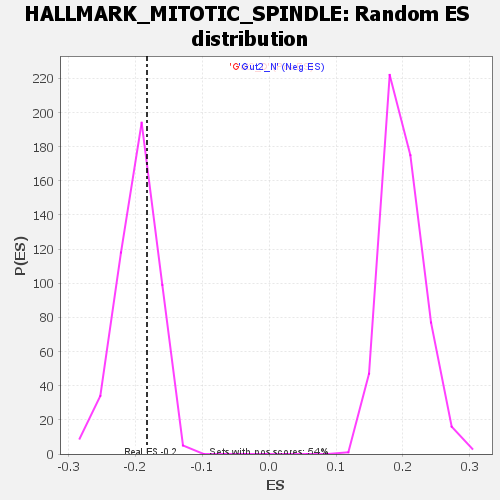 HALLMARK_MITOTIC_SPINDLE: Random ES
distribution
'G'Gut2_N' (Neg ES)
P(ES)
220
200
180
160
140
120
100
80
60
40
20
0
Real ES -0.2
Sets with pos scores: 54%
-0.3 -0.2 -0.1 0.0 0.1 0.2 0.3
ES